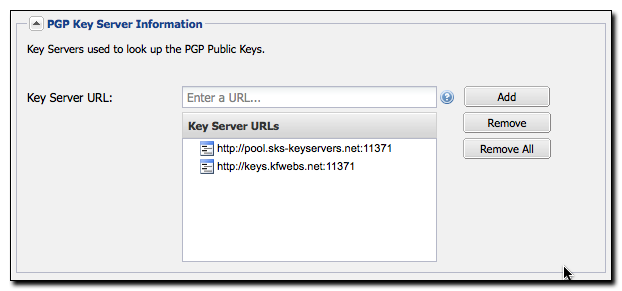 PGP Key Server Information
Key Servers used to look up the PGP Public Keys.
Key Server URL:
Enter a URL...
Add
Key Server URLs
Remove
http://pool.sks-keyservers.net:11371
Remove All
http://keys.kfwebs.net:11371